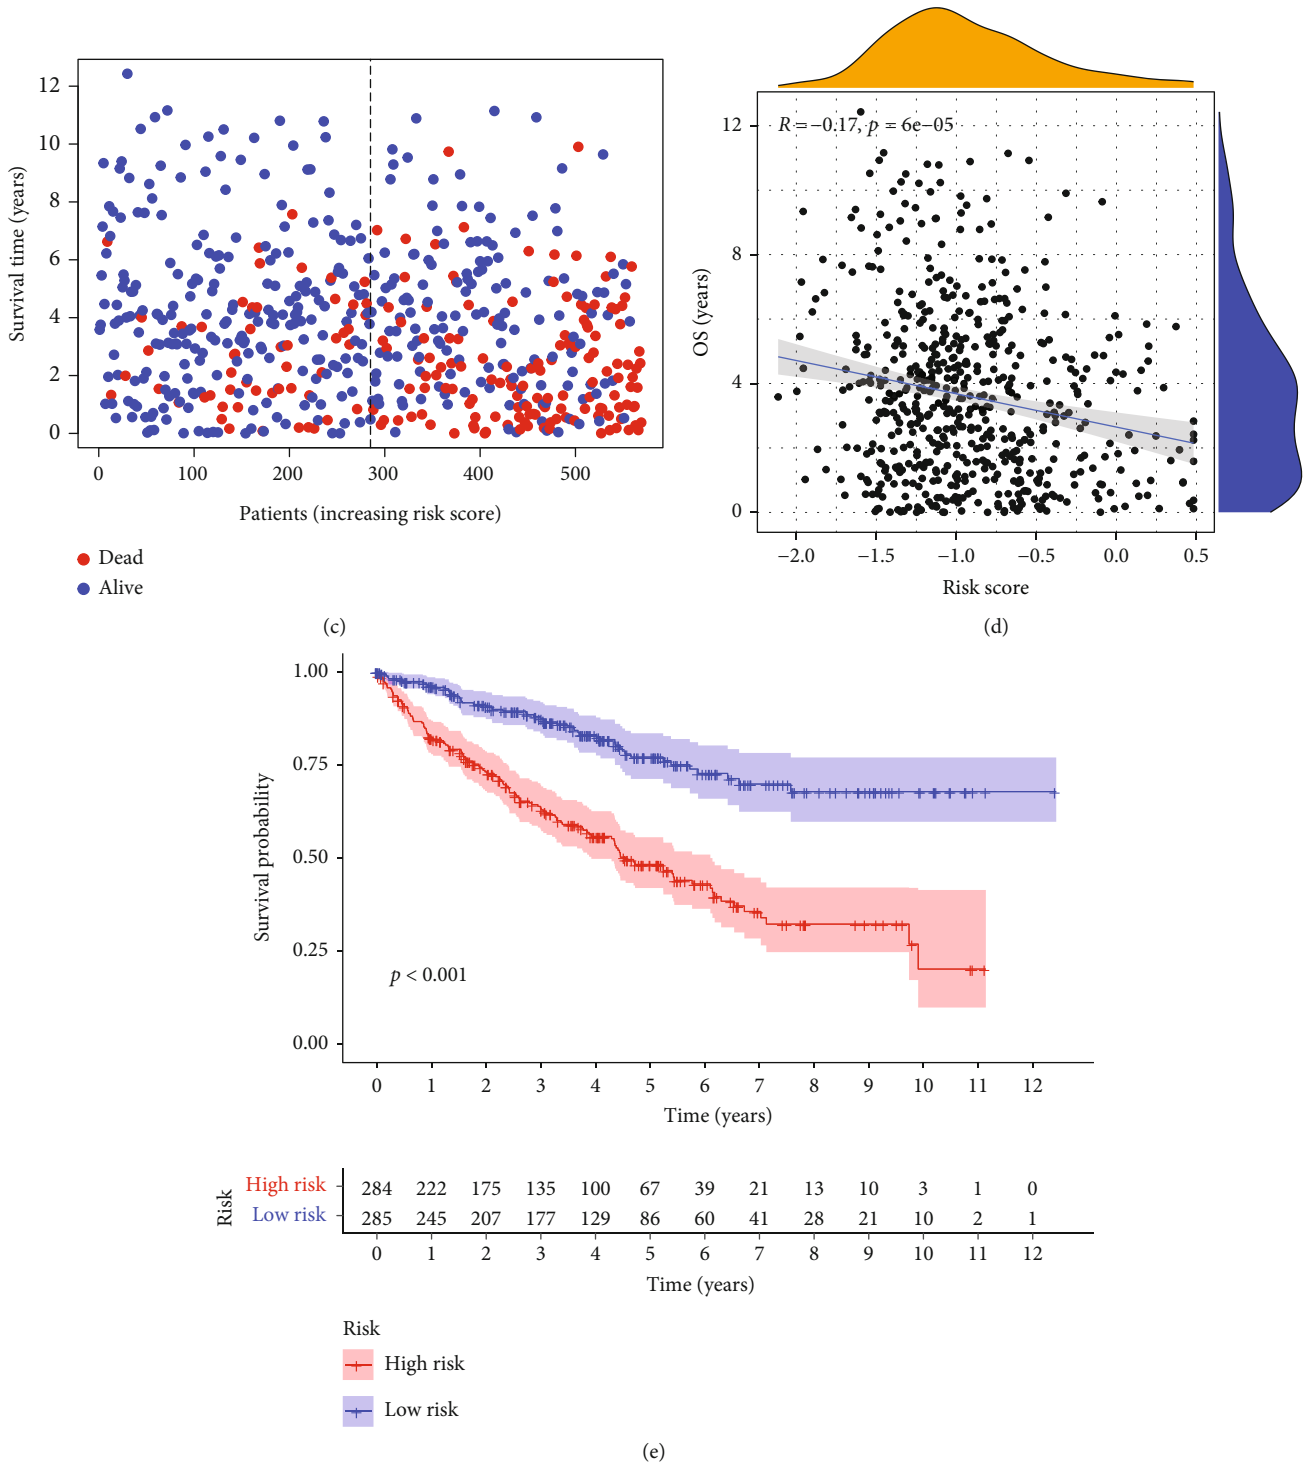 Survival time (years)
12
10
8
6
4
2
0
0 100 200 300 400 500
Patients (increasing risk score)
Dead
Alive
(c)
R = −0.17, p = 6e−05
OS (years)
12
8
4
0
−2.0 −1.5 −1.0 −0.5 0.0 0.5
Risk score
(d)
Survival probability
1.00
0.75
0.50
0.25
0.00
p < 0.001
0 1 2 3 4 5 6 7 8 9 10 11 12
Time (years)
Risk
High risk 284 222 175 135 100 67 39 21 13 10 3 1 0
Low risk 285 245 207 177 129 86 60 41 28 21 10 2 1
0 1 2 3 4 5 6 7 8 9 10 11 12
Time (years)
Risk
High risk
Low risk
(e)